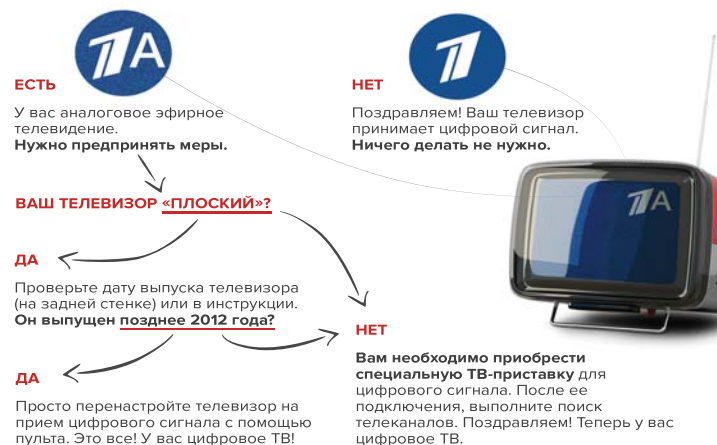 A
ЕСТЬ
У вас аналоговое эфирное
телевидение.
Нужно предпринять меры.
1
НЕТ
Поздравляем! Ваш телевизор
принимает цифровой сигнал.
Ничего делать не нужно.
1А
ВАШ ТЕЛЕВИЗОР «ПЛОСКИЙ»?
ДА
Проверьте дату выпуска телевизора
(на задней стенке) или в инструкции.
Он выпущен позднее 2012 года?
ДА
Просто перенастройте телевизор на
прием цифрового сигнала с помощью
пульта. Это все! У вас цифровое ТВ!
НЕТ
Вам необходимо приобрести
специальную ТВ-приставку для
цифрового сигнала. После ее
подключения, выполните поиск
телеканалов. Поздравляем! Теперь у вас
цифровое ТВ.